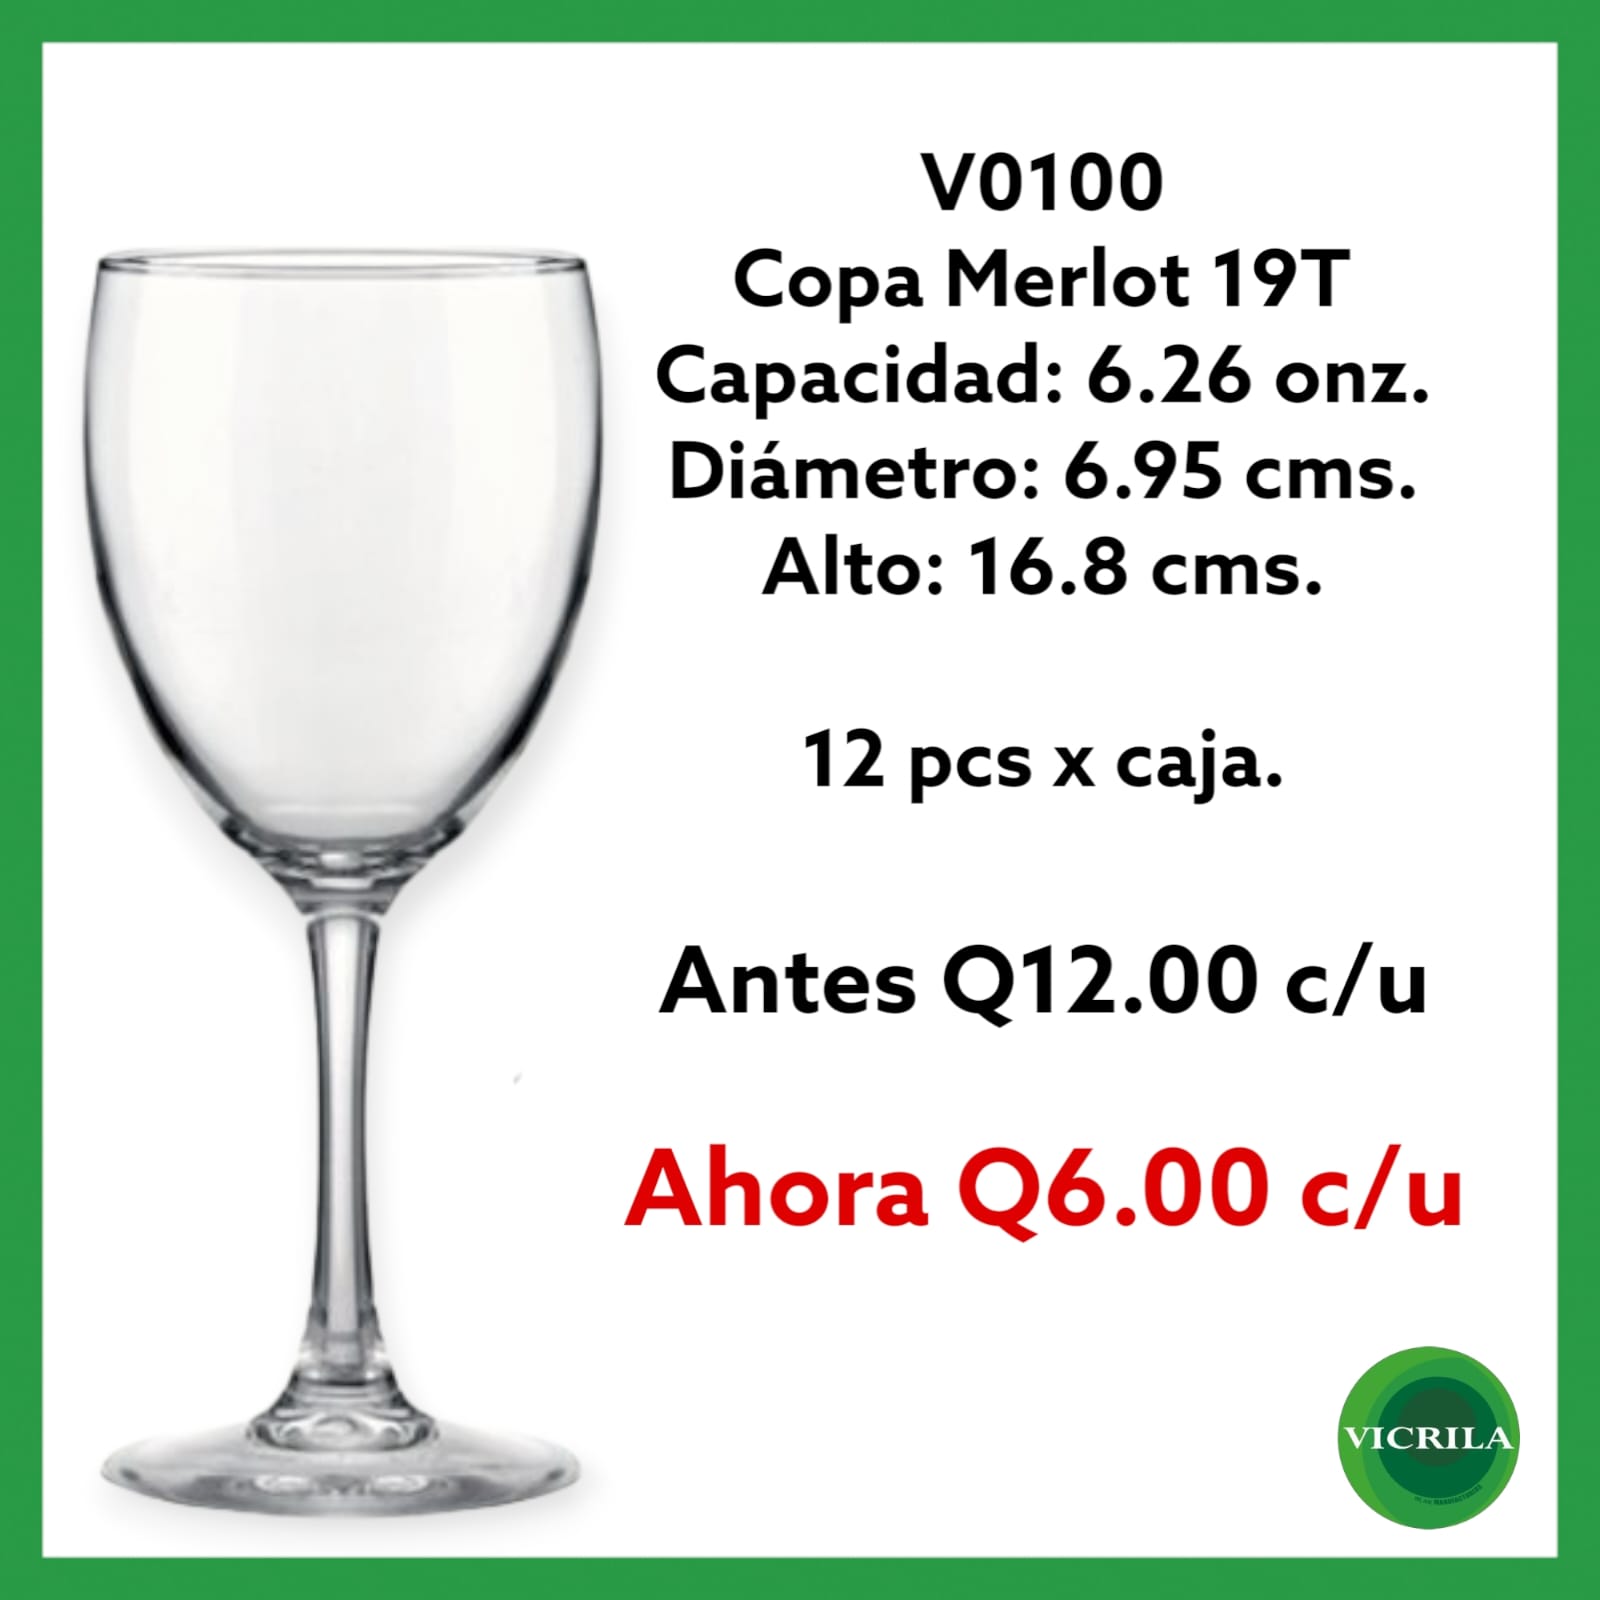 V0100
Copa Merlot 19T
Capacidad: 6.26 onz.
Diámetro: 6.95 cms.
Alto: 16.8 cms.
12 pcs x caja.
Antes Q12.00 c/u
Ahora Q6.00 c/u
VICRILA